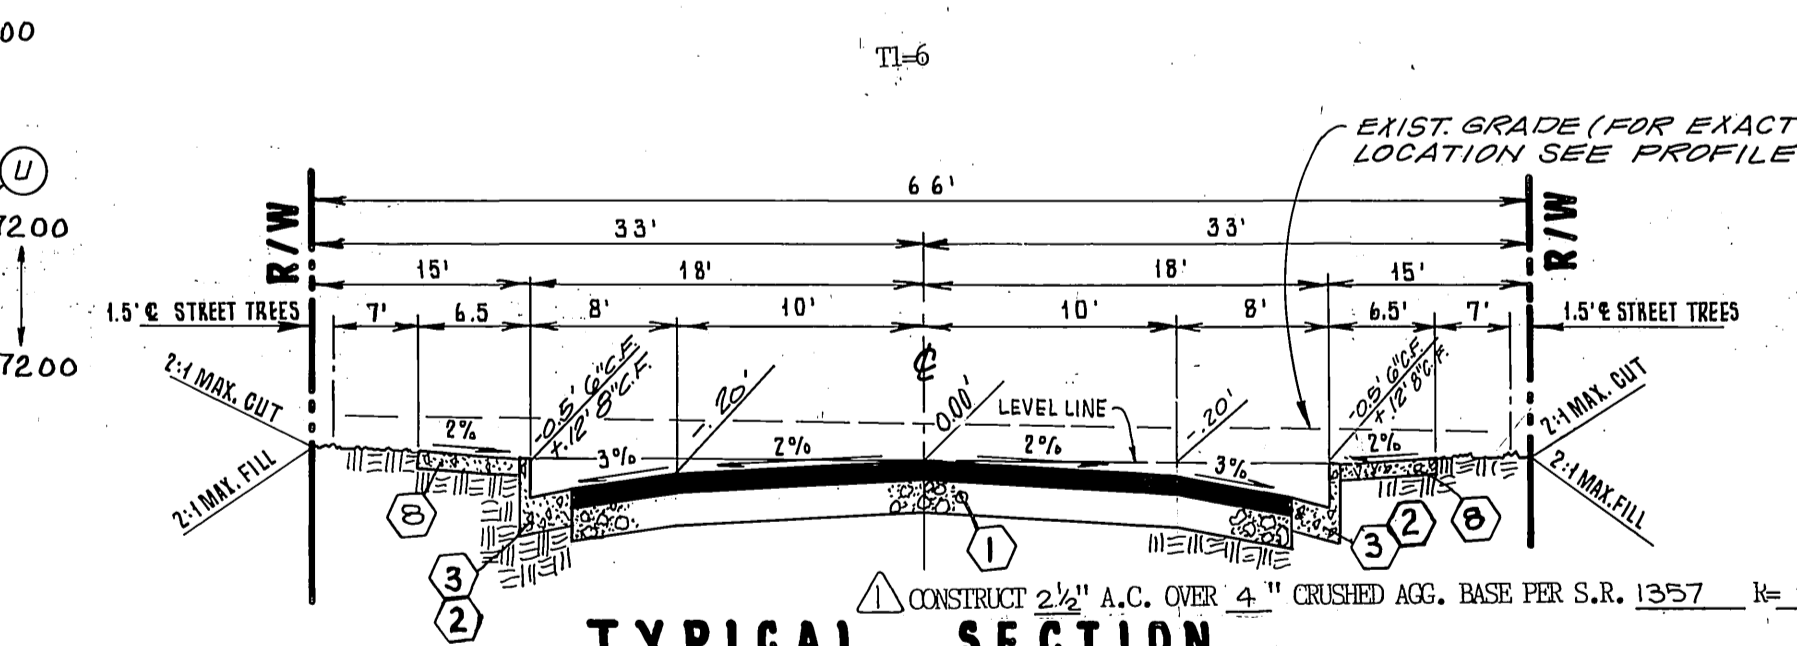 00
T1=6
EXIST. GRADE (FOR EXACT
LOCATION SEE PROFILE
U
7200
7200
R/W
66'
R/W
33'
33'
15'
18'
18'
15'
1.5' ℄ STREET TREES
7'
6.5
8'
10'
10'
8'
6.5'
7'
1.5' ℄ STREET TREES
2:1 MAX. CUT
2:1 MAX. FILL
-0.5' 6"C.F.
+.12' 8"C.F.
-.20'
℄
0.00'
LEVEL LINE
-.20'
-0.5' 6"C.F.
+.12' 8"C.F.
2:1 MAX. CUT
2:1 MAX. FILL
2%
3%
2%
2%
3%
2%
8
3
2
1
3
2
8
1 CONSTRUCT 2½" A.C. OVER 4" CRUSHED AGG. BASE PER S.R. 1357 R=
TYPICAL SECTION